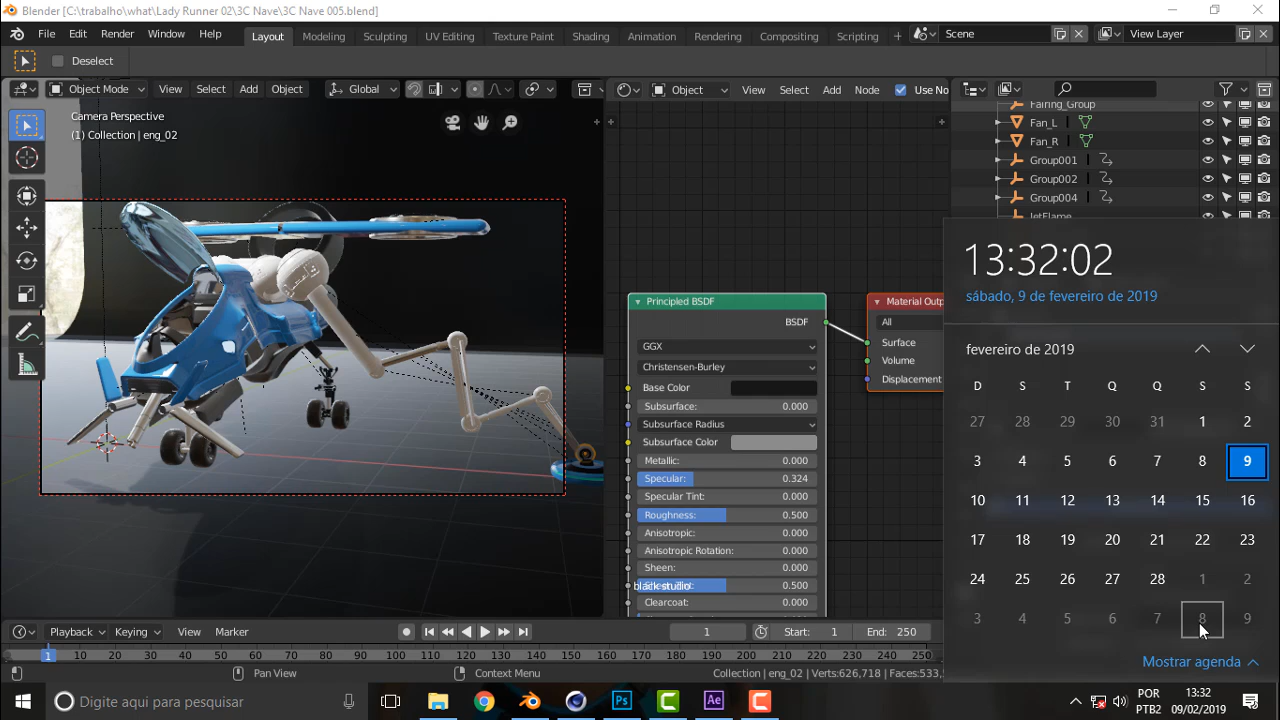 Blender [C:\trabalho\what\Lady Runner 02\3C Nave\3C Nave 005.blend]
File Edit Render Window Help Layout Modeling Sculpting UV Editing Texture Paint Shading Animation Rendering Compositing Scripting + Scene View Layer
Deselect
Object Mode View Select Add Object Global
Object View Select Add Node Use No
Camera Perspective
(1) Collection | eng_02
Fairing_Group
Fan_L
Fan_R
Group001
Group002
Group004
JetFlame
Principled BSDF
BSDF
GGX
Christensen-Burley
Base Color
Subsurface: 0.000
Subsurface Radius
Subsurface Color
Metallic: 0.000
Specular: 0.324
Specular Tint: 0.000
Roughness: 0.500
Anisotropic: 0.000
Anisotropic Rotation: 0.000
Sheen: 0.000
black studio 0.500
Clearcoat: 0.000
Material Outp
All
Surface
Volume
Displacement
13:32:02
sábado, 9 de fevereiro de 2019
fevereiro de 2019
D S T Q Q S S
27 28 29 30 31 1 2
3 4 5 6 7 8 9
10 11 12 13 14 15 16
17 18 19 20 21 22 23
24 25 26 27 28 1 2
3 4 5 6 7 8 9
Mostrar agenda
Playback Keying View Marker 1 Start: 1 End: 250
1 10 20 30 40 50 60 70 80 90 100 110 120 130 140 150 160 170 180 190 200 210 220 230 240 250
Pan View Context Menu Collection | eng_02 | Verts:626,718 | Faces:533,
Digite aqui para pesquisar
Ps
Ae
POR
PTB2
13:32
09/02/2019